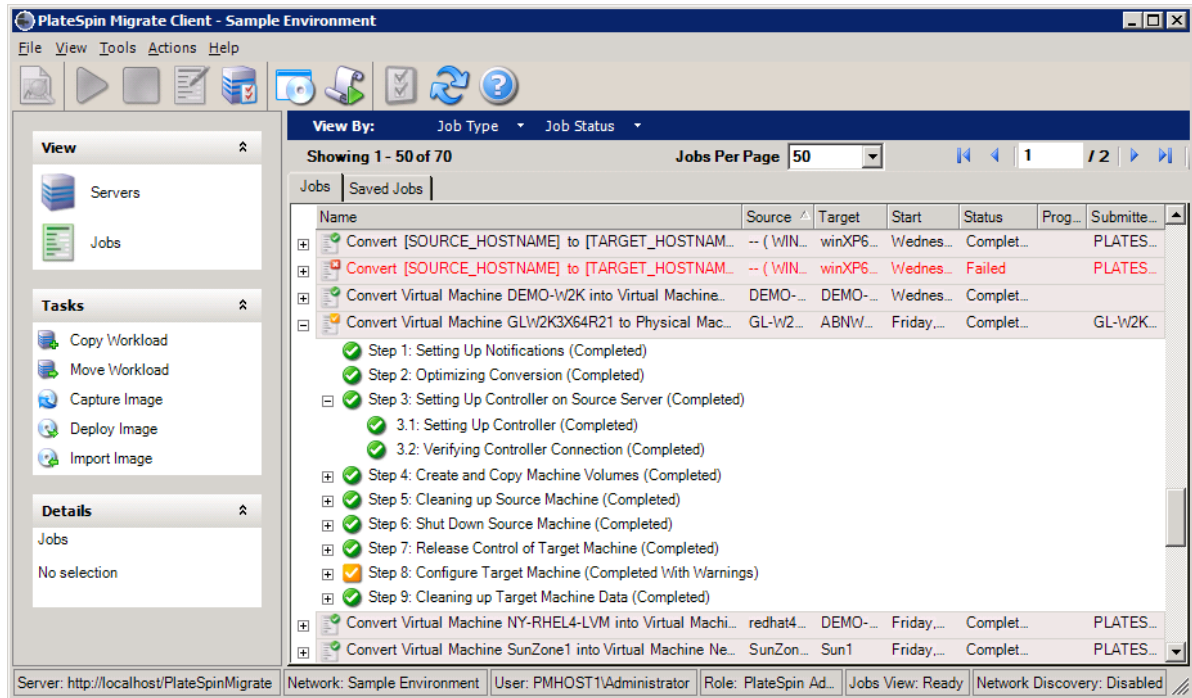 PlateSpin Migrate Client - Sample Environment
File View Tools Actions Help
View By: Job Type Job Status
View
Servers
Jobs
Tasks
Copy Workload
Move Workload
Capture Image
Deploy Image
Import Image
Details
Jobs
No selection
Showing 1 - 50 of 70 Jobs Per Page 50 1 / 2
Jobs Saved Jobs
Name Source Target Start Status Prog... Submitte...
Convert [SOURCE_HOSTNAME] to [TARGET_HOSTNAM... -- ( WIN... winXP6... Wednes... Complet... PLATES...
Convert [SOURCE_HOSTNAME] to [TARGET_HOSTNAM... -- ( WIN... winXP6... Wednes... Failed PLATES...
Convert Virtual Machine DEMO-W2K into Virtual Machine... DEMO-... DEMO-... Wednes... Complet...
Convert Virtual Machine GLW2K3X64R21 to Physical Mac... GL-W2... ABNW... Friday,... Complet... GL-W2K...
Step 1: Setting Up Notifications (Completed)
Step 2: Optimizing Conversion (Completed)
Step 3: Setting Up Controller on Source Server (Completed)
3.1: Setting Up Controller (Completed)
3.2: Verifying Controller Connection (Completed)
Step 4: Create and Copy Machine Volumes (Completed)
Step 5: Cleaning up Source Machine (Completed)
Step 6: Shut Down Source Machine (Completed)
Step 7: Release Control of Target Machine (Completed)
Step 8: Configure Target Machine (Completed With Warnings)
Step 9: Cleaning up Target Machine Data (Completed)
Convert Virtual Machine NY-RHEL4-LVM into Virtual Machi... redhat4... DEMO-... Friday,... Complet... PLATES...
Convert Virtual Machine SunZone1 into Virtual Machine Ne... SunZon... Sun1 Friday,... Complet... PLATES...
Server: http://localhost/PlateSpinMigrate Network: Sample Environment User: PMHOST1\Administrator Role: PlateSpin Ad... Jobs View: Ready Network Discovery: Disabled